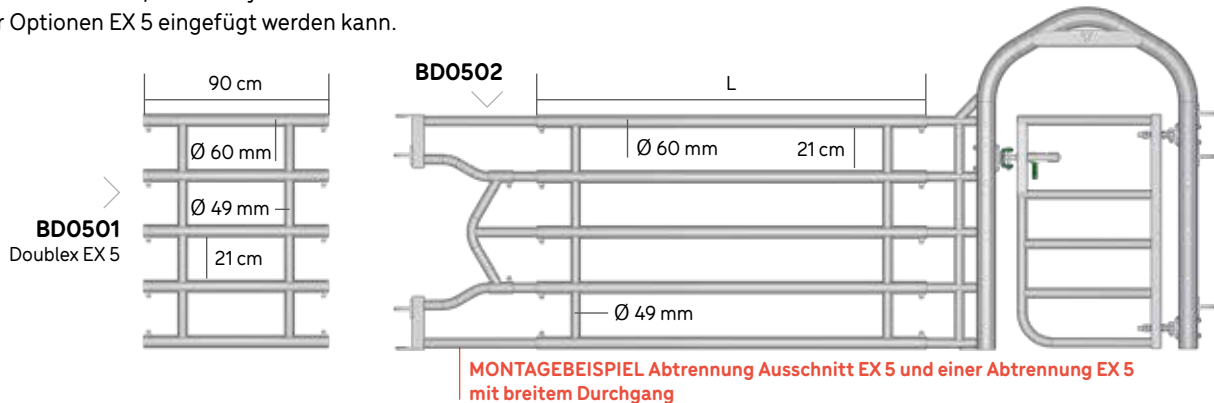 r Optionen EX 5 eingefügt werden kann.
90 cm
BD0502
L
Ø 60 mm
Ø 60 mm
21 cm
Ø 49 mm
BD0501
Doublex EX 5
21 cm
Ø 49 mm
MONTAGEBEISPIEL Abtrennung Ausschnitt EX 5 und einer Abtrennung EX 5
mit breitem Durchgang